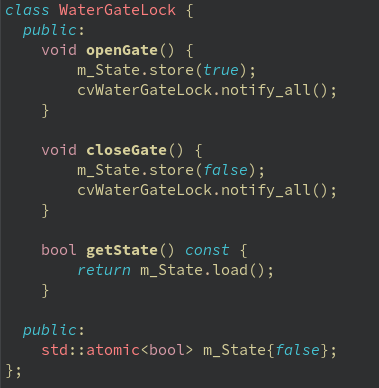 class WaterGateLock {
  public:
    void openGate() {
        m_State.store(true);
        cvWaterGateLock.notify_all();
    }

    void closeGate() {
        m_State.store(false);
        cvWaterGateLock.notify_all();
    }

    bool getState() const {
        return m_State.load();
    }

  public:
    std::atomic<bool> m_State{false};
};